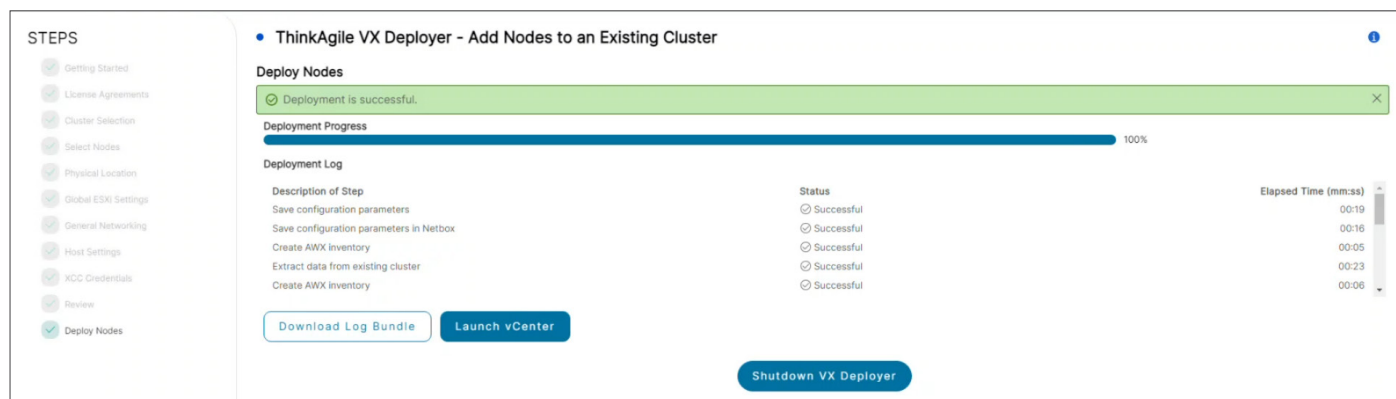 STEPS
Getting Started
License Agreements
Cluster Selection
Select Nodes
Physical Location
Global ESXi Settings
General Networking
Host Settings
XCC Credentials
Review
Deploy Nodes
ThinkAgile VX Deployer - Add Nodes to an Existing Cluster
Deploy Nodes
Deployment is successful.
Deployment Progress
100%
Deployment Log
Description of Step Status Elapsed Time (mm:ss)
Save configuration parameters Successful 00:19
Save configuration parameters in Netbox Successful 00:16
Create AWX inventory Successful 00:05
Extract data from existing cluster Successful 00:23
Create AWX inventory Successful 00:06
Download Log Bundle Launch vCenter
Shutdown VX Deployer